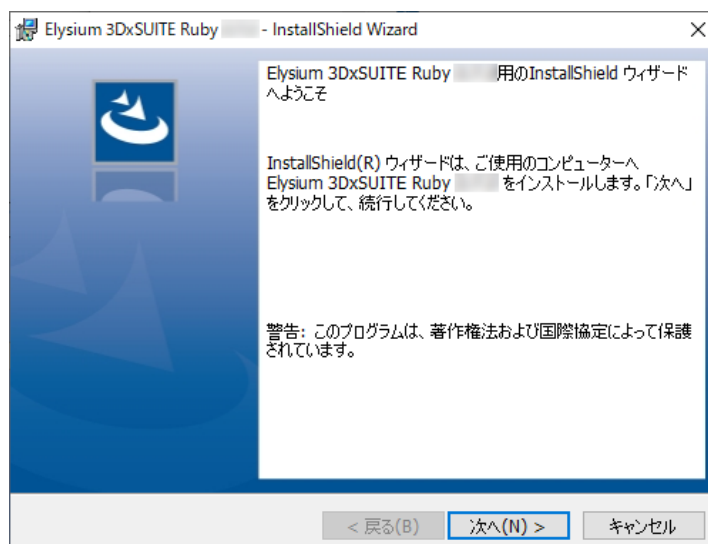 Elysium 3DxSUITE Ruby - InstallShield Wizard
Elysium 3DxSUITE Ruby 用のInstallShield ウィザード
へようこそ
InstallShield(R) ウィザードは、ご使用のコンピューターへ
Elysium 3DxSUITE Ruby をインストールします。「次へ」
をクリックして、続行してください。
警告: このプログラムは、著作権法および国際協定によって保護
されています。
< 戻る(B) 次へ(N) > キャンセル